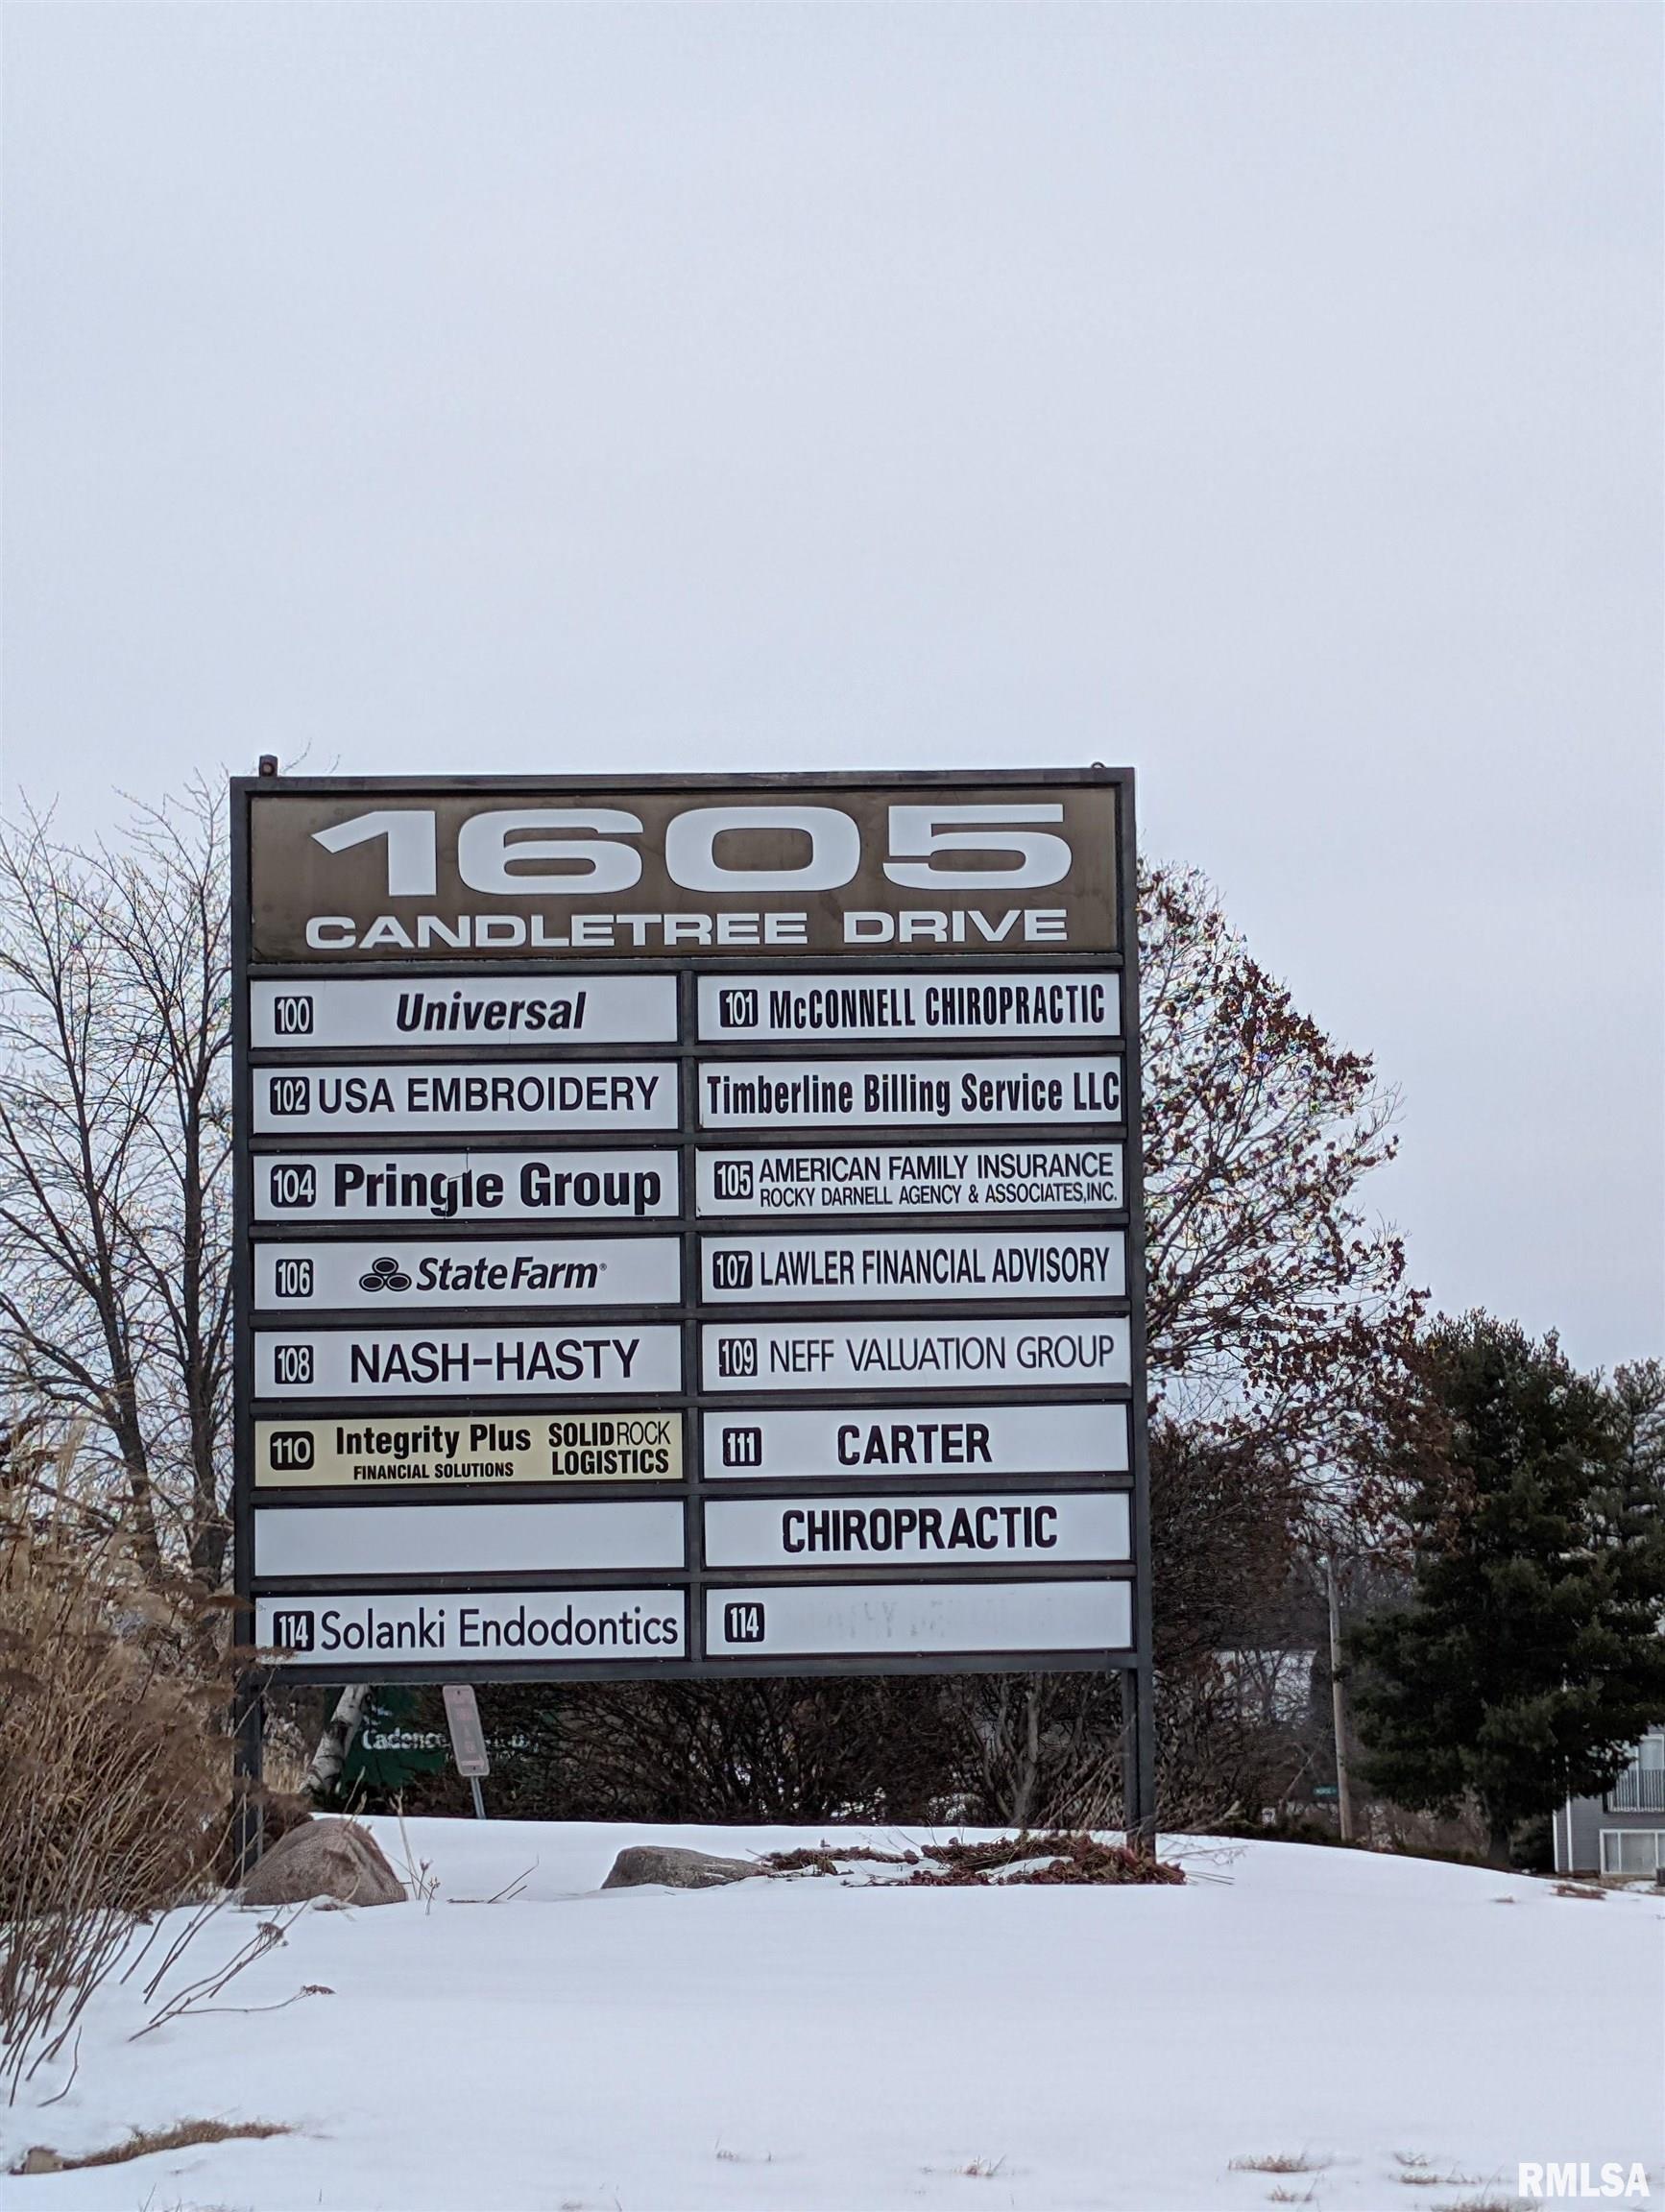 1605
CANDLETREE DRIVE
100 Universal
101 McCONNELL CHIROPRACTIC
102 USA EMBROIDERY
Timberline Billing Service LLC
104 Pringle Group
105 AMERICAN FAMILY INSURANCE
ROCKY DARNELL AGENCY & ASSOCIATES, INC.
106 StateFarm®
107 LAWLER FINANCIAL ADVISORY
108 NASH-HASTY
109 NEFF VALUATION GROUP
110 Integrity Plus
FINANCIAL SOLUTIONS
SOLIDROCK
LOGISTICS
111 CARTER
CHIROPRACTIC
114 Solanki Endodontics
114
Cadence
RMLSA